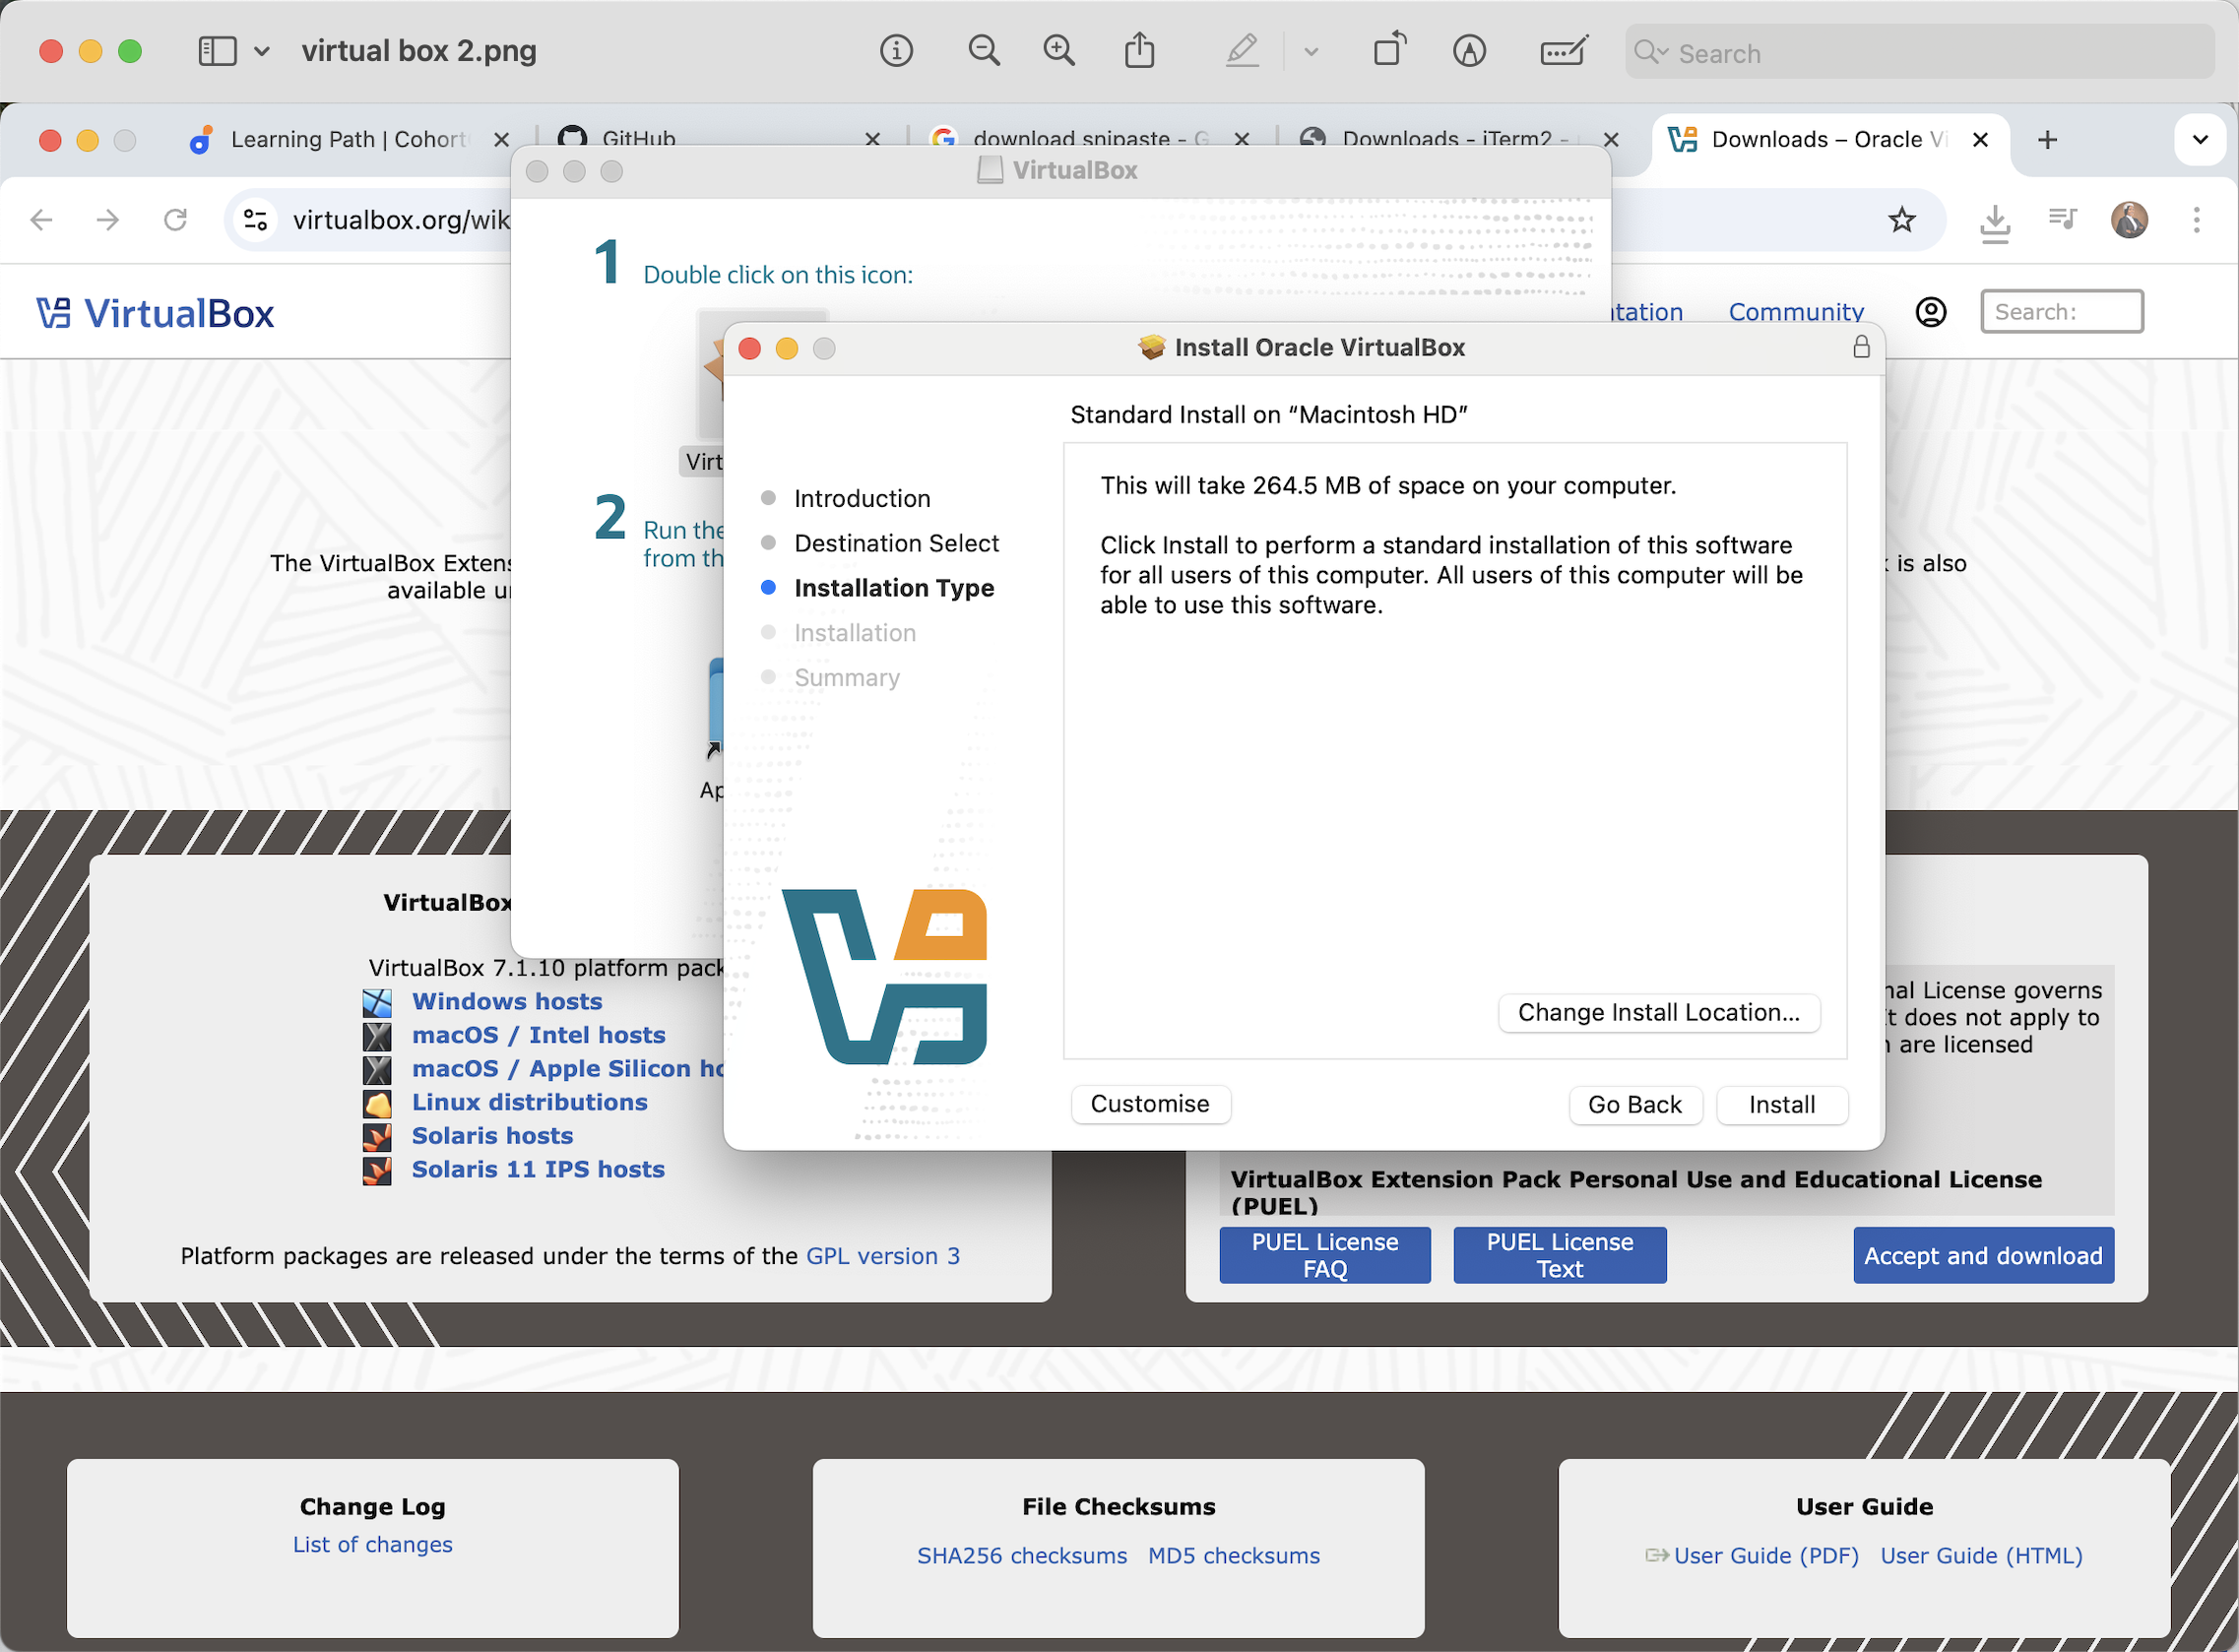 virtual box 2.png
Search
Learning Path | Cohort
GitHub
download snipaste - G
Downloads - iTerm2 -
Downloads – Oracle Vi
virtualbox.org/wik
VirtualBox
VirtualBox
Community
Search:
1
Double click on this icon:
2
Run the
from th
Install Oracle VirtualBox
Standard Install on “Macintosh HD”
Introduction
Destination Select
Installation Type
Installation
Summary
This will take 264.5 MB of space on your computer.
Click Install to perform a standard installation of this software
for all users of this computer. All users of this computer will be
able to use this software.
Change Install Location...
Customise
Go Back
Install
The VirtualBox Extens
is also
available
VirtualBox
VirtualBox 7.1.10 platform pack
Windows hosts
macOS / Intel hosts
macOS / Apple Silicon ho
Linux distributions
Solaris hosts
Solaris 11 IPS hosts
Platform packages are released under the terms of the GPL version 3
nal License governs
It does not apply to
are licensed
VirtualBox Extension Pack Personal Use and Educational License
(PUEL)
PUEL License
FAQ
PUEL License
Text
Accept and download
Change Log
List of changes
File Checksums
SHA256 checksums MD5 checksums
User Guide
User Guide (PDF) User Guide (HTML)